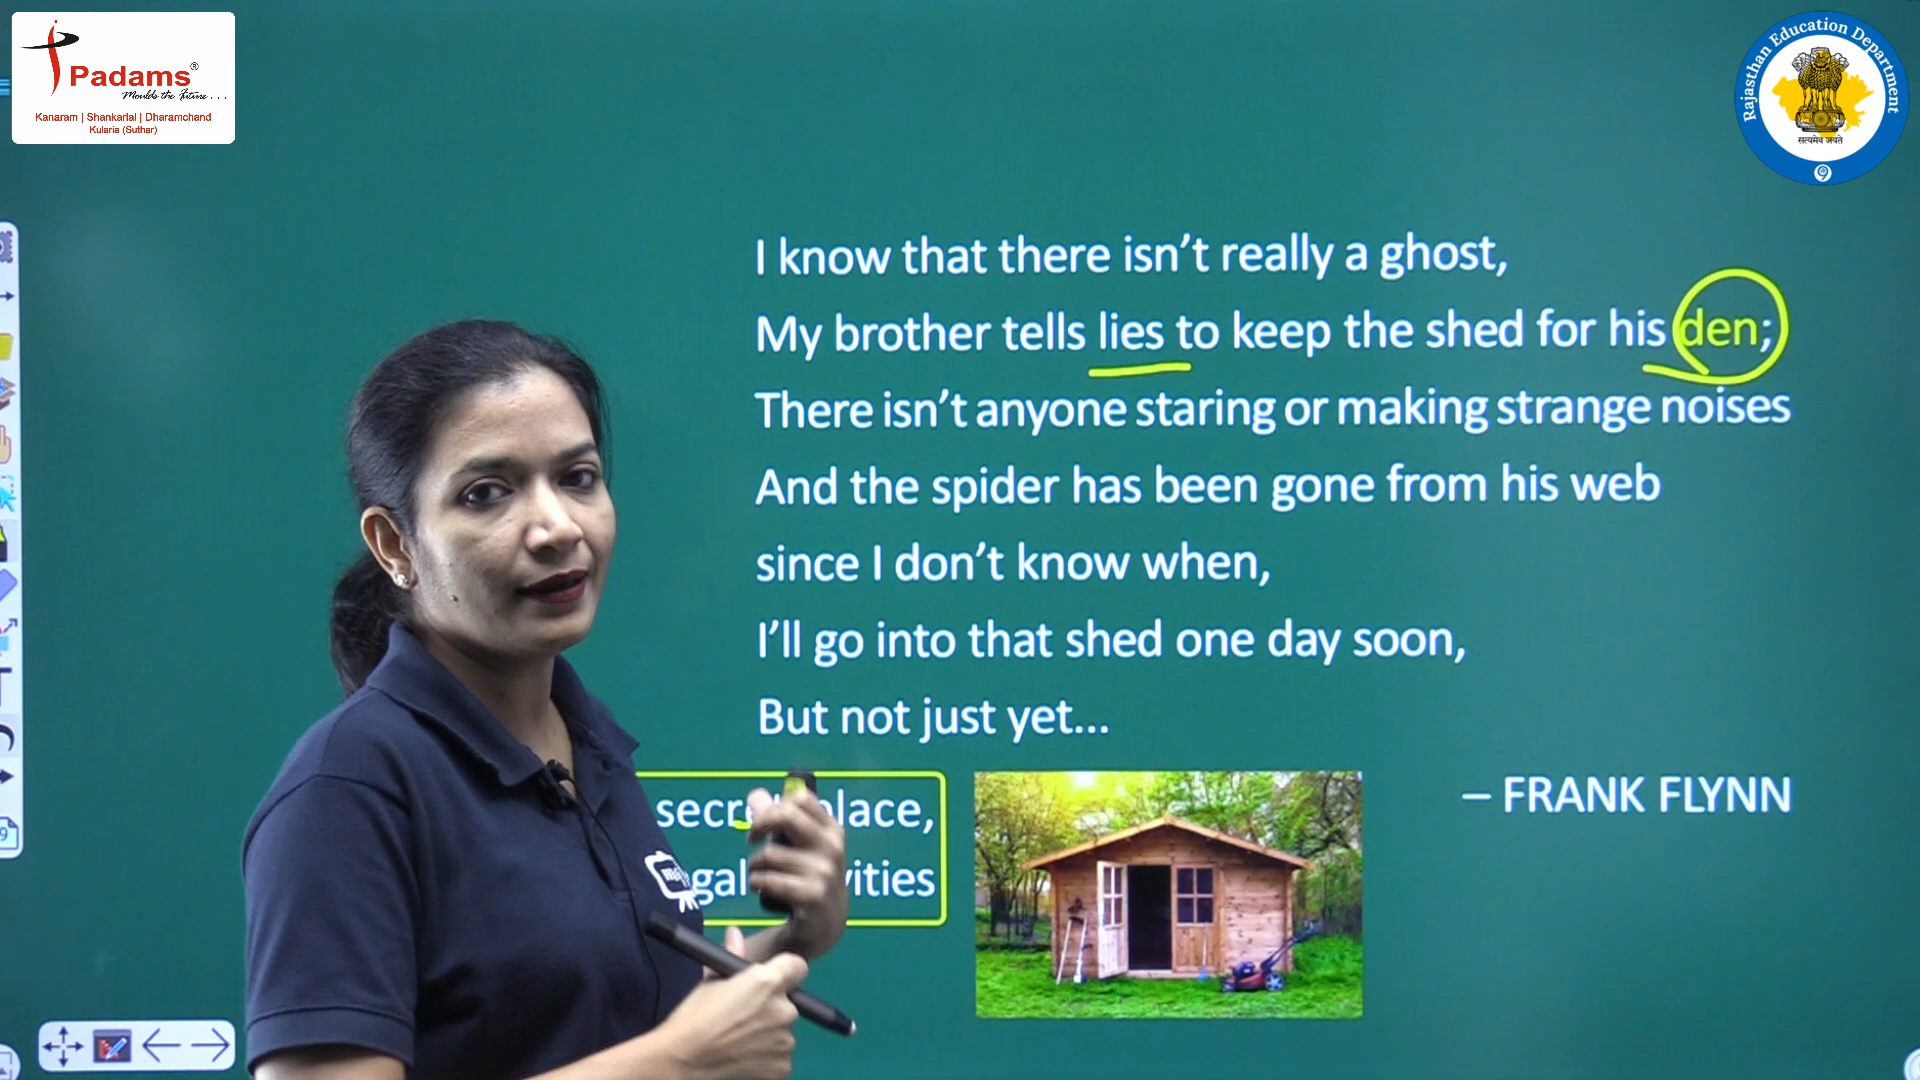 Padams®
Moulds the Future . . .
Kanaram | Shankarlal | Dharamchand
Kularia (Suthar)
Rajasthan Education Department
सत्यमेव जयते
I know that there isn't really a ghost,
My brother tells lies to keep the shed for his den;
There isn't anyone staring or making strange noises
And the spider has been gone from his web
since I don't know when,
I'll go into that shed one day soon,
But not just yet...
– FRANK FLYNN